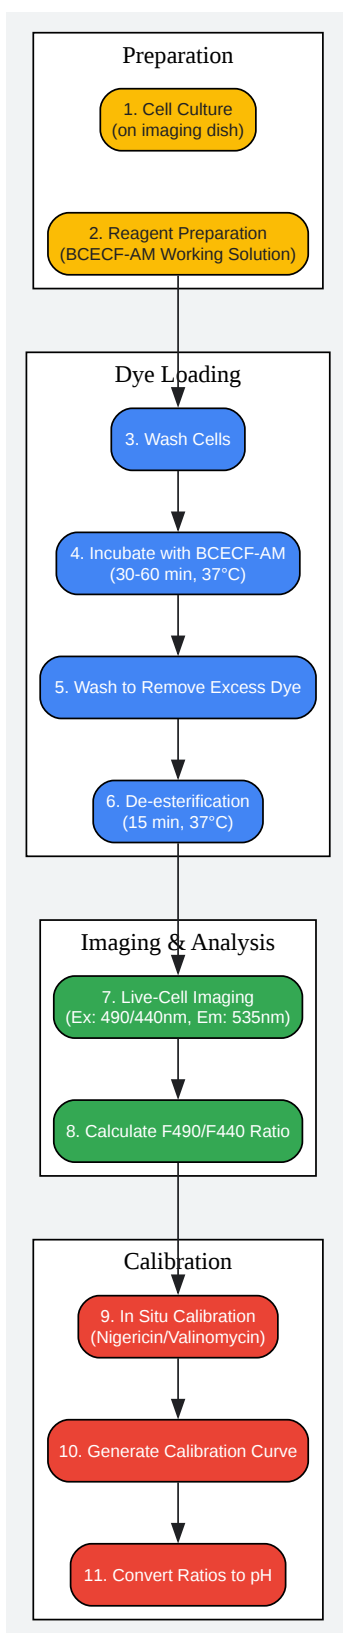 Preparation
1. Cell Culture
(on imaging dish)
2. Reagent Preparation
(BCECF-AM Working Solution)
Dye Loading
3. Wash Cells
4. Incubate with BCECF-AM
(30-60 min, 37°C)
5. Wash to Remove Excess Dye
6. De-esterification
(15 min, 37°C)
Imaging & Analysis
7. Live-Cell Imaging
(Ex: 490/440nm, Em: 535nm)
8. Calculate F490/F440 Ratio
Calibration
9. In Situ Calibration
(Nigericin/Valinomycin)
10. Generate Calibration Curve
11. Convert Ratios to pH